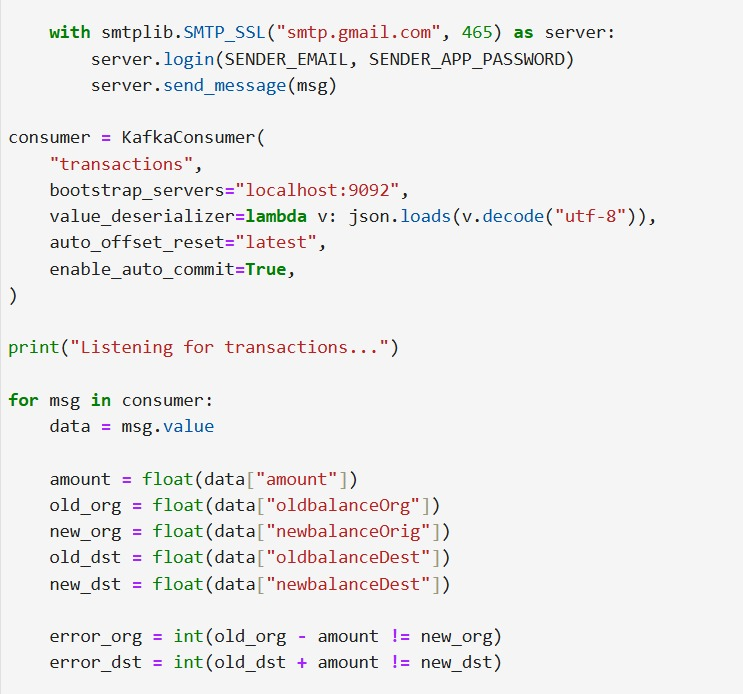 with smtplib.SMTP_SSL("smtp.gmail.com", 465) as server:
        server.login(SENDER_EMAIL, SENDER_APP_PASSWORD)
        server.send_message(msg)
consumer = KafkaConsumer(
    "transactions",
    bootstrap_servers="localhost:9092",
    value_deserializer=lambda v: json.loads(v.decode("utf-8")),
    auto_offset_reset="latest",
    enable_auto_commit=True,
)
print("Listening for transactions...")
for msg in consumer:
    data = msg.value
    amount = float(data["amount"])
    old_org = float(data["oldbalanceOrg"])
    new_org = float(data["newbalanceOrig"])
    old_dst = float(data["oldbalanceDest"])
    new_dst = float(data["newbalanceDest"])
    error_org = int(old_org - amount != new_org)
    error_dst = int(old_dst + amount != new_dst)